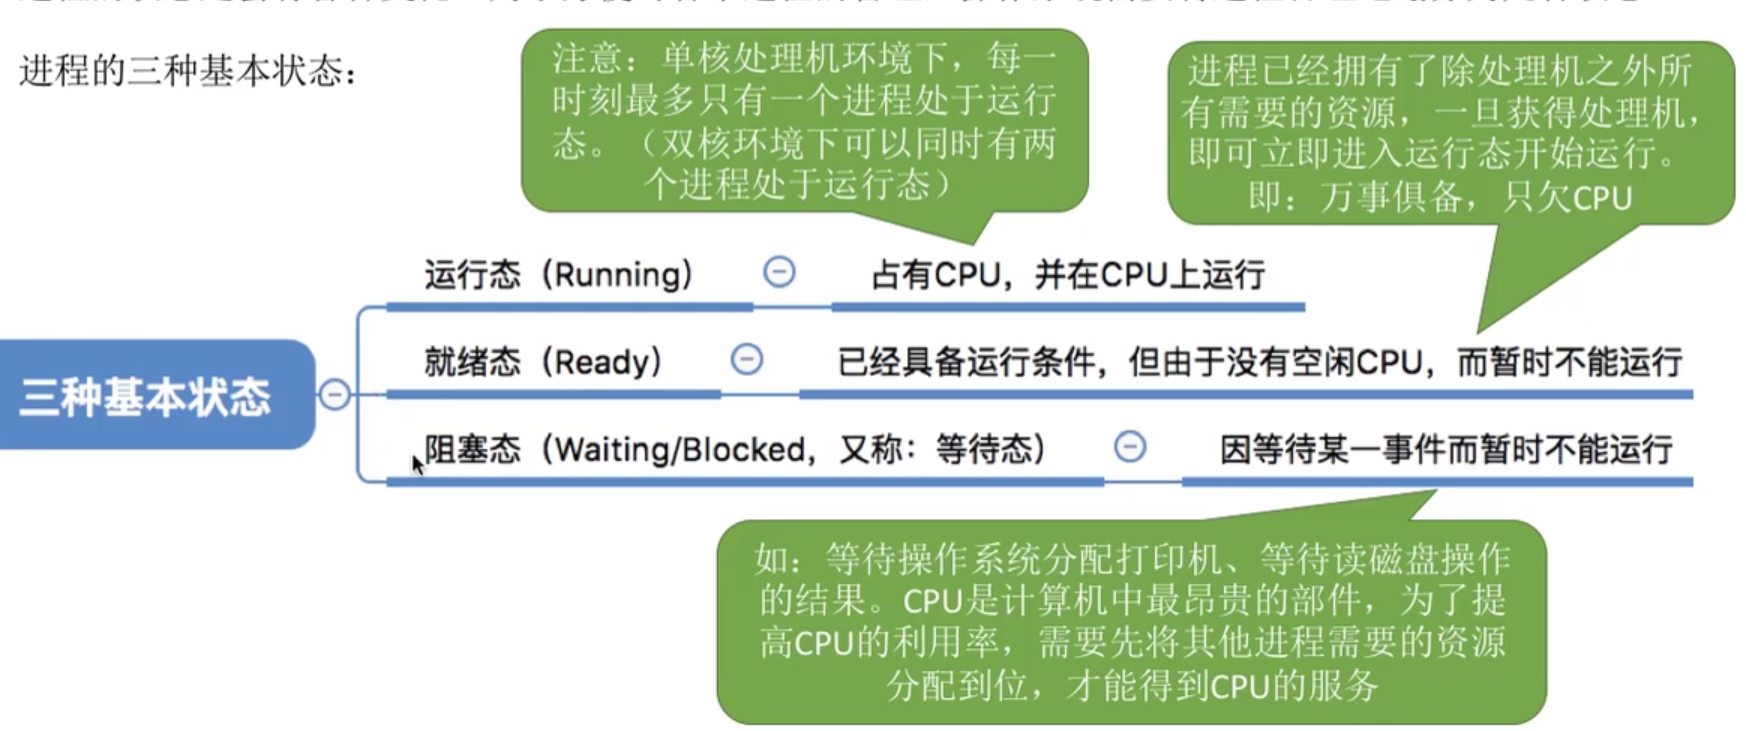 进程的三种基本状态：
注意：单核处理机环境下，每一
时刻最多只有一个进程处于运行
态。（双核环境下可以同时有两
个进程处于运行态）
进程已经拥有了除处理机之外所
有需要的资源，一旦获得处理机，
即可立即进入运行态开始运行。
即：万事俱备，只欠CPU
三种基本状态
运行态（Running） 占有CPU，并在CPU上运行
就绪态（Ready） 已经具备运行条件，但由于没有空闲CPU，而暂时不能运行
阻塞态（Waiting/Blocked，又称：等待态） 因等待某一事件而暂时不能运行
如：等待操作系统分配打印机、等待读磁盘操作
的结果。CPU是计算机中最昂贵的部件，为了提
高CPU的利用率，需要先将其他进程需要的资源
分配到位，才能得到CPU的服务